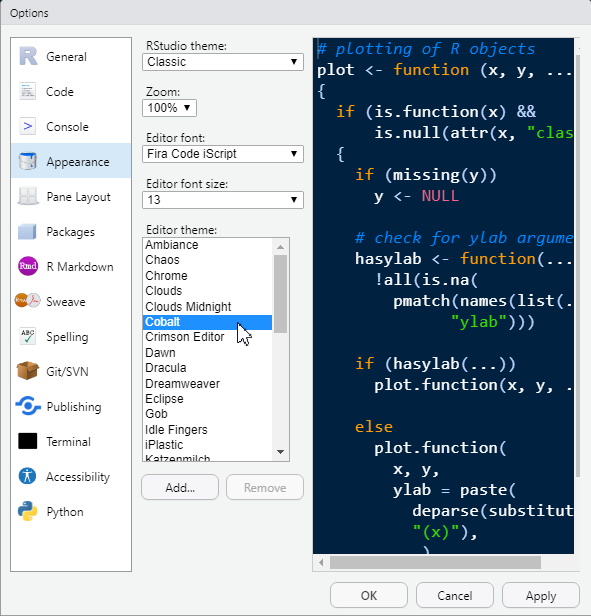 Options
General
Code
Console
Appearance
Pane Layout
Packages
R Markdown
Sweave
Spelling
Git/SVN
Publishing
Terminal
Accessibility
Python
RStudio theme:
Classic
Zoom:
100%
Editor font:
Fira Code iScript
Editor font size:
13
Editor theme:
Ambiance
Chaos
Chrome
Clouds
Clouds Midnight
Cobalt
Crimson Editor
Dawn
Dracula
Dreamweaver
Eclipse
Gob
Idle Fingers
iPlastic
Katzenmilch
Add...
Remove
# plotting of R objects
plot <- function (x, y, ...
{
  if (is.function(x) &&
      is.null(attr(x, "clas
  {
    if (missing(y))
      y <- NULL
    # check for ylab argume
    hasylab <- function(...
      !all(is.na(
        pmatch(names(list(.
              "ylab")))
    if (hasylab(...))
      plot.function(x, y, .
    else
      plot.function(
        x, y,
        ylab = paste(
          deparse(substitut
          "(x)"),
OK
Cancel
Apply